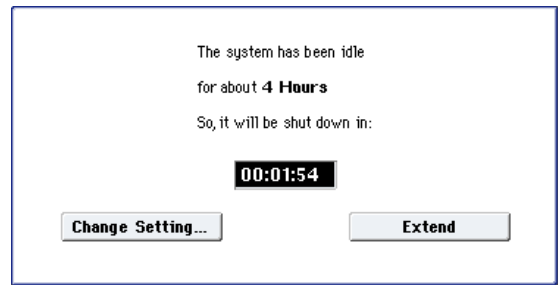 The system has been idle
for about 4 Hours
So, it will be shut down in:
00:01:54
Change Setting... Extend